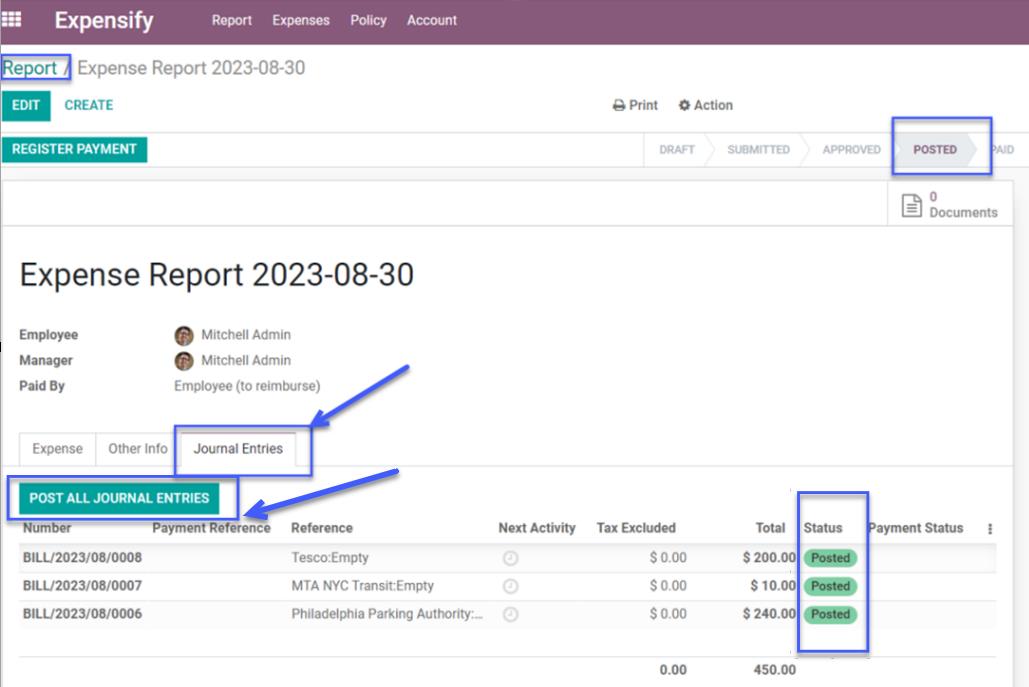 Expensify Report Expenses Policy Account
Report / Expense Report 2023-08-30
EDIT CREATE Print Action
REGISTER PAYMENT DRAFT SUBMITTED APPROVED POSTED PAID
0
Documents
Expense Report 2023-08-30
Employee Mitchell Admin
Manager Mitchell Admin
Paid By Employee (to reimburse)
Expense Other Info Journal Entries
POST ALL JOURNAL ENTRIES
Number Payment Reference Reference Next Activity Tax Excluded Total Status Payment Status
BILL/2023/08/0008 Tesco:Empty $ 0.00 $ 200.00 Posted
BILL/2023/08/0007 MTA NYC Transit:Empty $ 0.00 $ 10.00 Posted
BILL/2023/08/0006 Philadelphia Parking Authority:... $ 0.00 $ 240.00 Posted
0.00 450.00